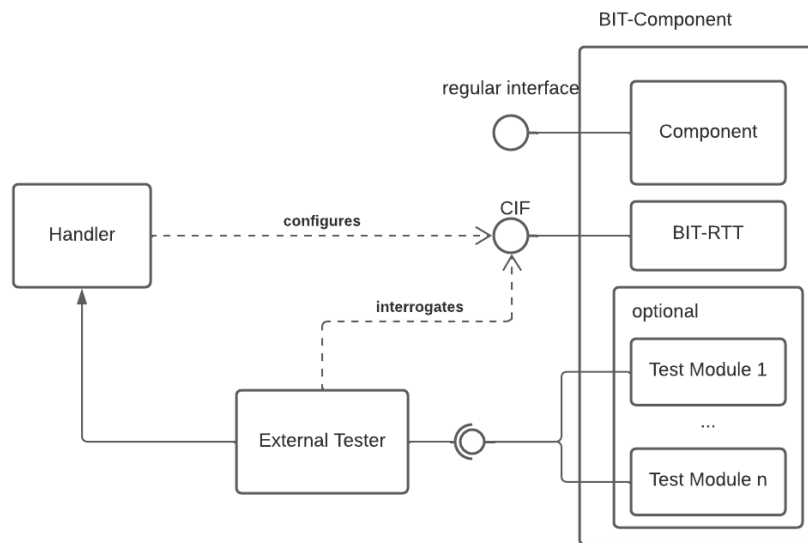 BIT-Component
regular interface
Component
CIF
Handler
configures
BIT-RTT
interrogates
optional
Test Module 1
...
External Tester
Test Module n